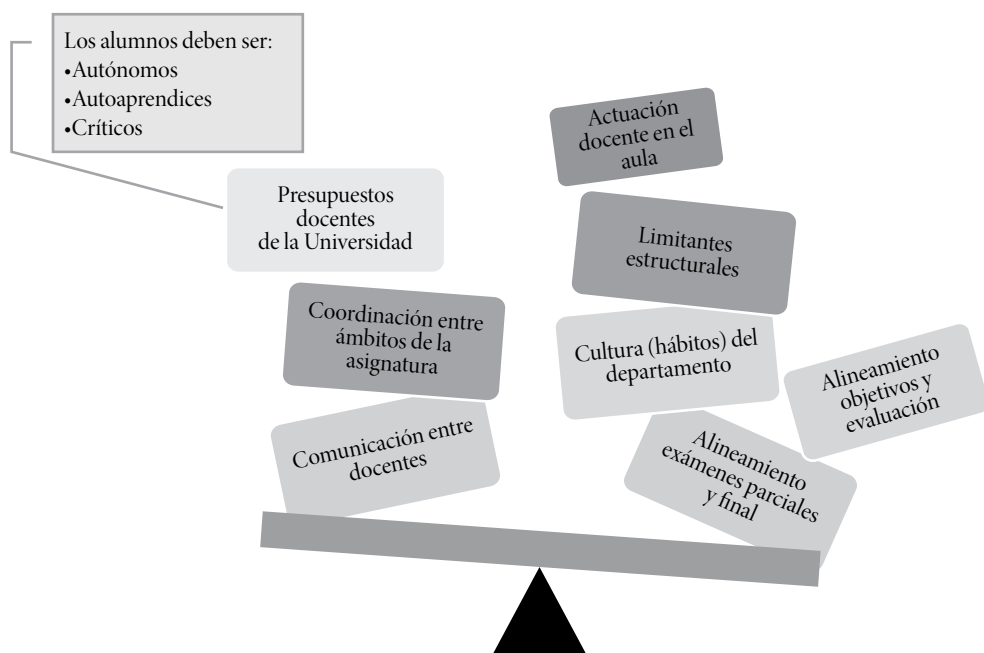 Los alumnos deben ser:
•Autónomos
•Autoaprendices
•Críticos
Presupuestos
docentes
de la Universidad
Coordinación entre
ámbitos de la
asignatura
Comunicación entre
docentes
Actuación
docente en el
aula
Limitantes
estructurales
Cultura (hábitos) del
departamento
Alineamiento
objetivos y
evaluación
Alineamiento
exámenes parciales
y final